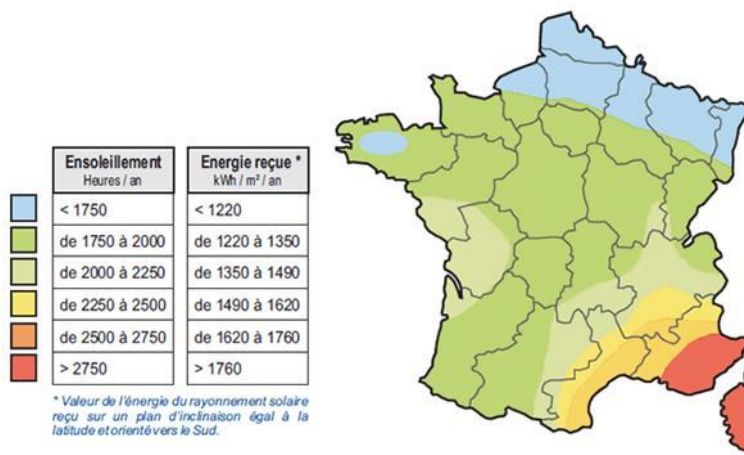 Ensoleillement Energie reçue *
Heures / an kWh / m² / an
< 1750 < 1220
de 1750 à 2000 de 1220 à 1350
de 2000 à 2250 de 1350 à 1490
de 2250 à 2500 de 1490 à 1620
de 2500 à 2750 de 1620 à 1760
> 2750 > 1760
* Valeur de l'énergie du rayonnement solaire
reçu sur un plan d'inclinaison égal à la
latitude et orienté vers le Sud.